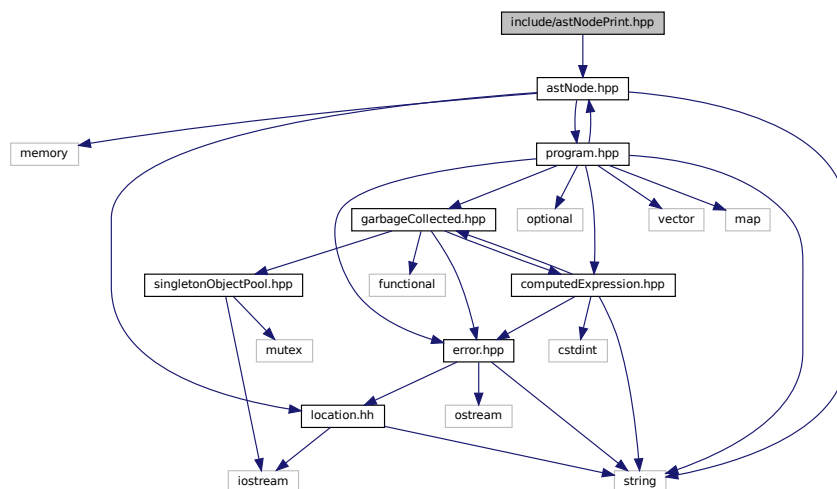 include/astNodePrint.hpp
astNode.hpp
memory
program.hpp
garbageCollected.hpp
optional
vector
map
singletonObjectPool.hpp
functional
computedExpression.hpp
mutex
error.hpp
cstdint
location.hh
ostream
iostream
string